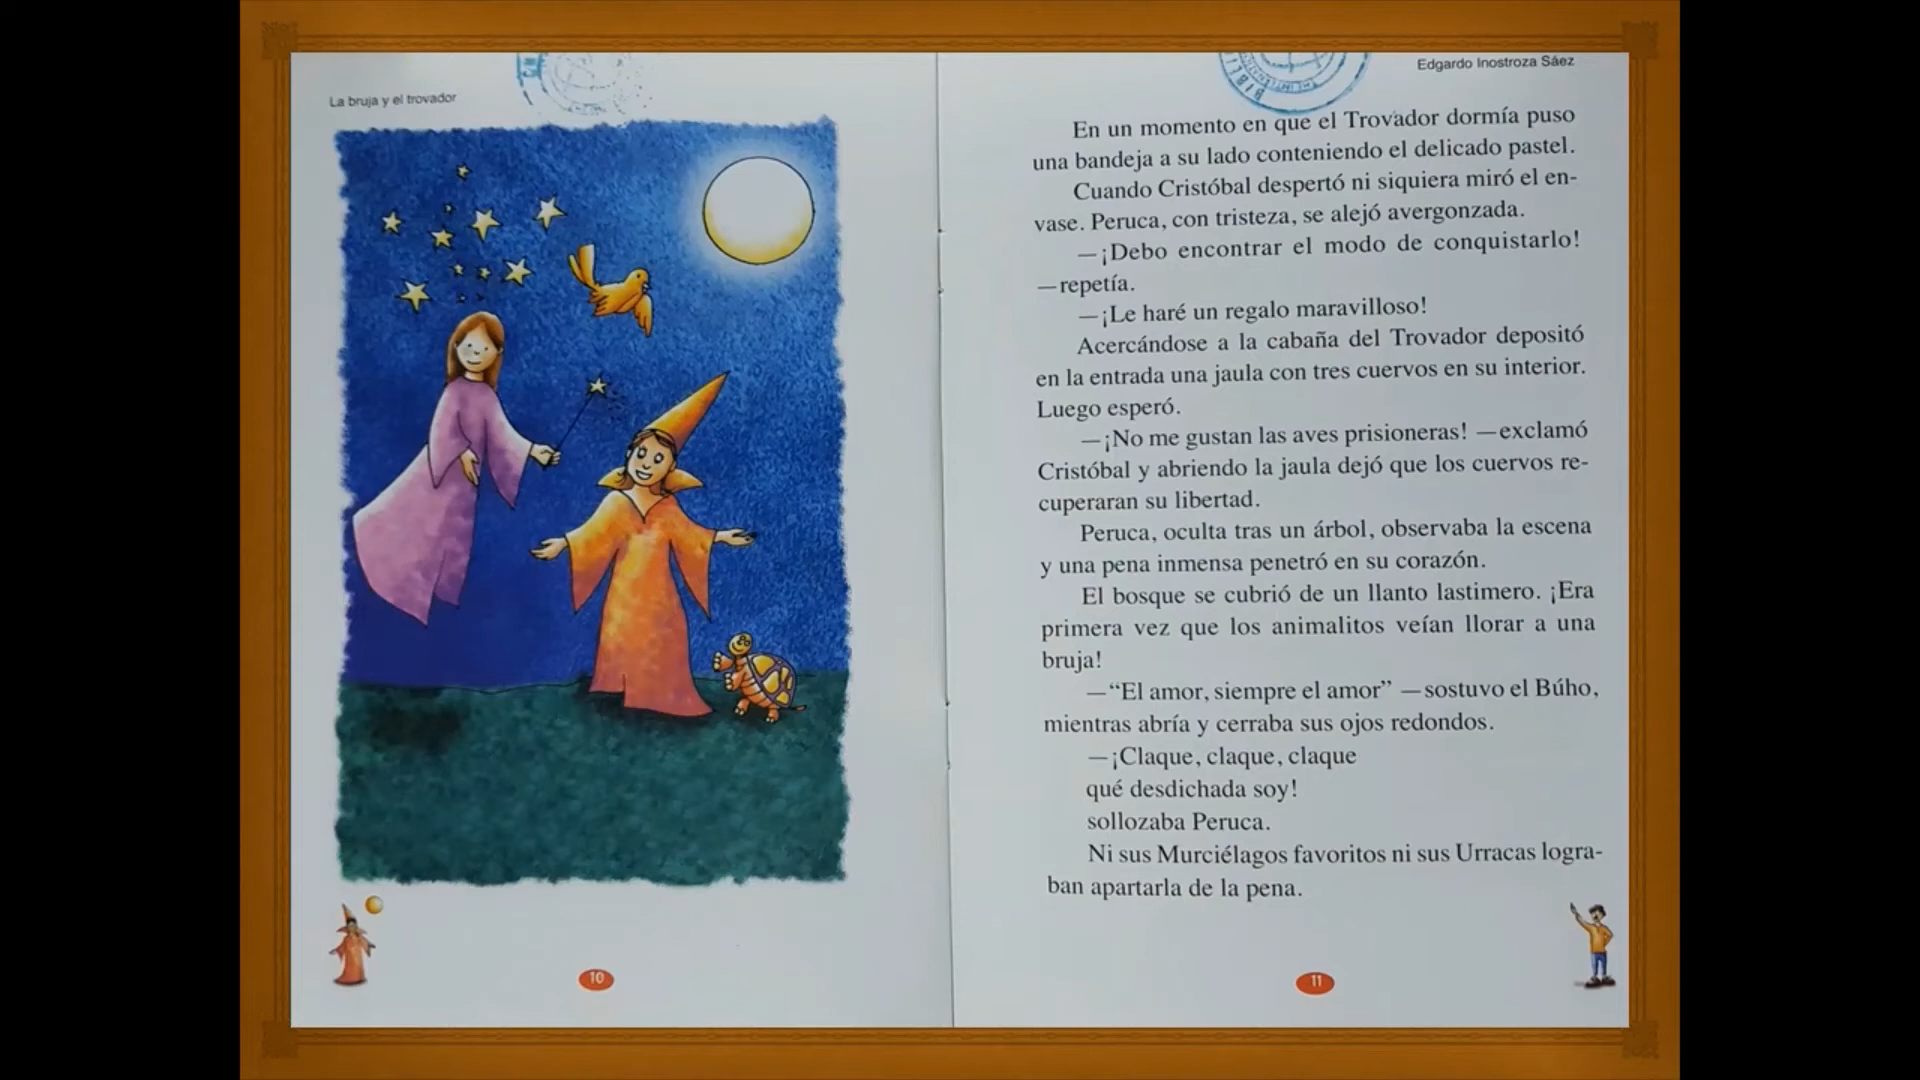 La bruja y el trovador
10
Edgardo Inostroza Sáez
En un momento en que el Trovador dormía puso
una bandeja a su lado conteniendo el delicado pastel.
Cuando Cristóbal despertó ni siquiera miró el en-
vase. Peruca, con tristeza, se alejó avergonzada.
—¡Debo encontrar el modo de conquistarlo!
—repetía.
—¡Le haré un regalo maravilloso!
Acercándose a la cabaña del Trovador depositó
en la entrada una jaula con tres cuervos en su interior.
Luego esperó.
—¡No me gustan las aves prisioneras! —exclamó
Cristóbal y abriendo la jaula dejó que los cuervos re-
cuperaran su libertad.
Peruca, oculta tras un árbol, observaba la escena
y una pena inmensa penetró en su corazón.
El bosque se cubrió de un llanto lastimero. ¡Era
primera vez que los animalitos veían llorar a una
bruja!
—“El amor, siempre el amor” —sostuvo el Búho,
mientras abría y cerraba sus ojos redondos.
—¡Claque, claque, claque
qué desdichada soy!
sollozaba Peruca.
Ni sus Murciélagos favoritos ni sus Urracas logra-
ban apartarla de la pena.
11